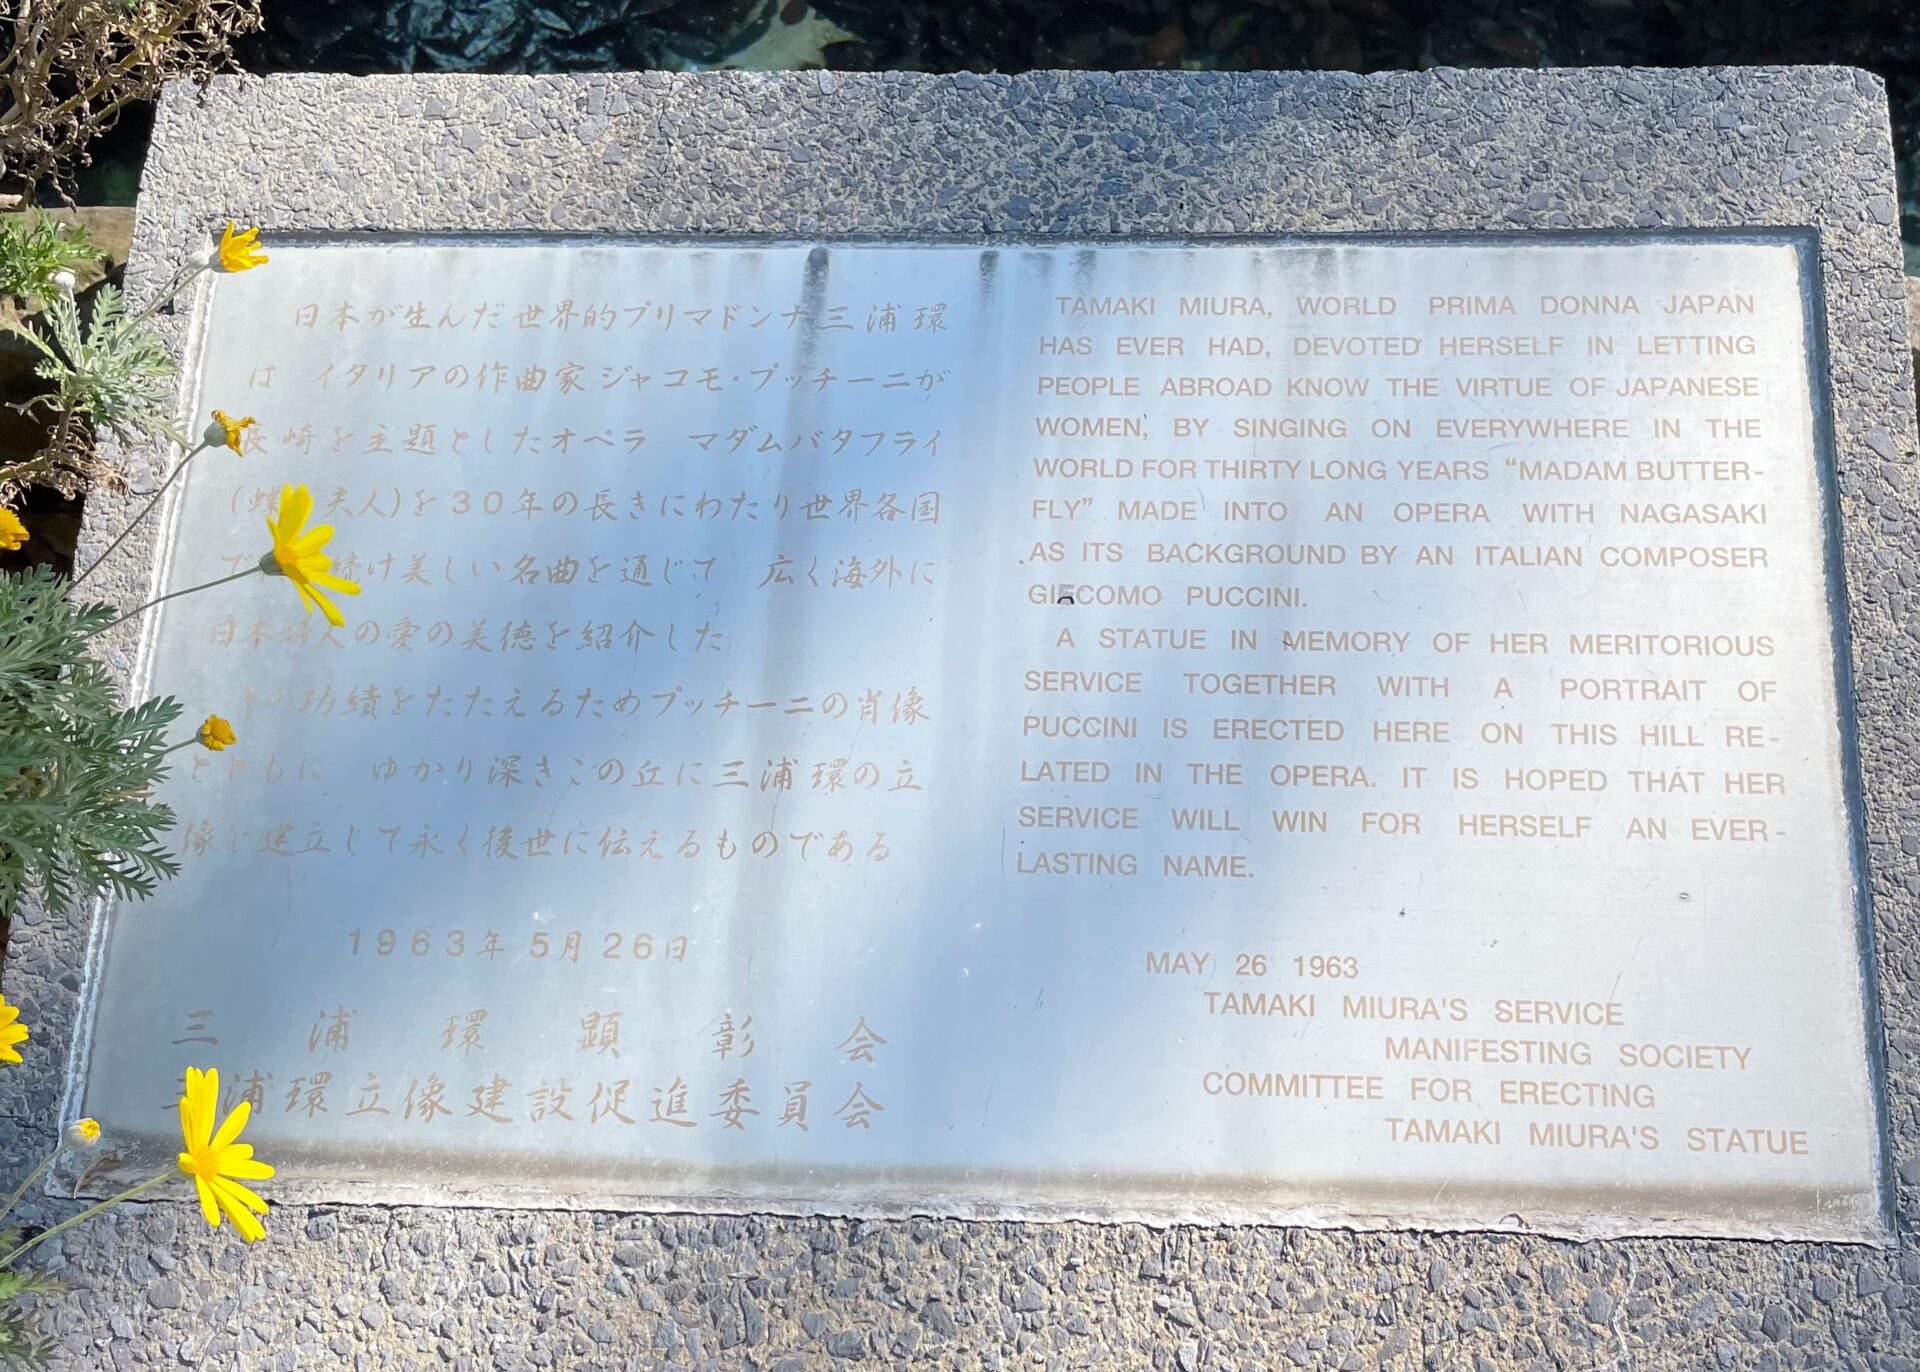 日本が生んだ世界的プリマドンナ三浦環
は イタリアの作曲家ジャコモ・プッチーニが
長崎を主題としたオペラ マダムバタフライ
(蝶 夫人)を30年の長きにわたり世界各国
で 続け美しい名曲を通じて 広く海外に
日本婦人の愛の美徳を紹介した
の功績をたたえるためプッチーニの肖像
とともに ゆかり深きこの丘に三浦環の立
像を建立して永く後世に伝えるものである
1963年5月26日
三浦環顕彰会
三浦環立像建設促進委員会
TAMAKI MIURA, WORLD PRIMA DONNA JAPAN
HAS EVER HAD, DEVOTED HERSELF IN LETTING
PEOPLE ABROAD KNOW THE VIRTUE OF JAPANESE
WOMEN, BY SINGING ON EVERYWHERE IN THE
WORLD FOR THIRTY LONG YEARS “MADAM BUTTER-
FLY” MADE INTO AN OPERA WITH NAGASAKI
AS ITS BACKGROUND BY AN ITALIAN COMPOSER
PUCCINI.
A STATUE IN MEMORY OF HER MERITORIOUS
SERVICE TOGETHER WITH A PORTRAIT OF
PUCCINI IS ERECTED HERE ON THIS HILL RE-
LATED IN THE OPERA. IT IS HOPED THAT HER
SERVICE WILL WIN FOR HERSELF AN EVER-
LASTING NAME.
MAY 26 1963
TAMAKI MIURA'S SERVICE
MANIFESTING SOCIETY
COMMITTEE FOR ERECTING
TAMAKI MIURA'S STATUE